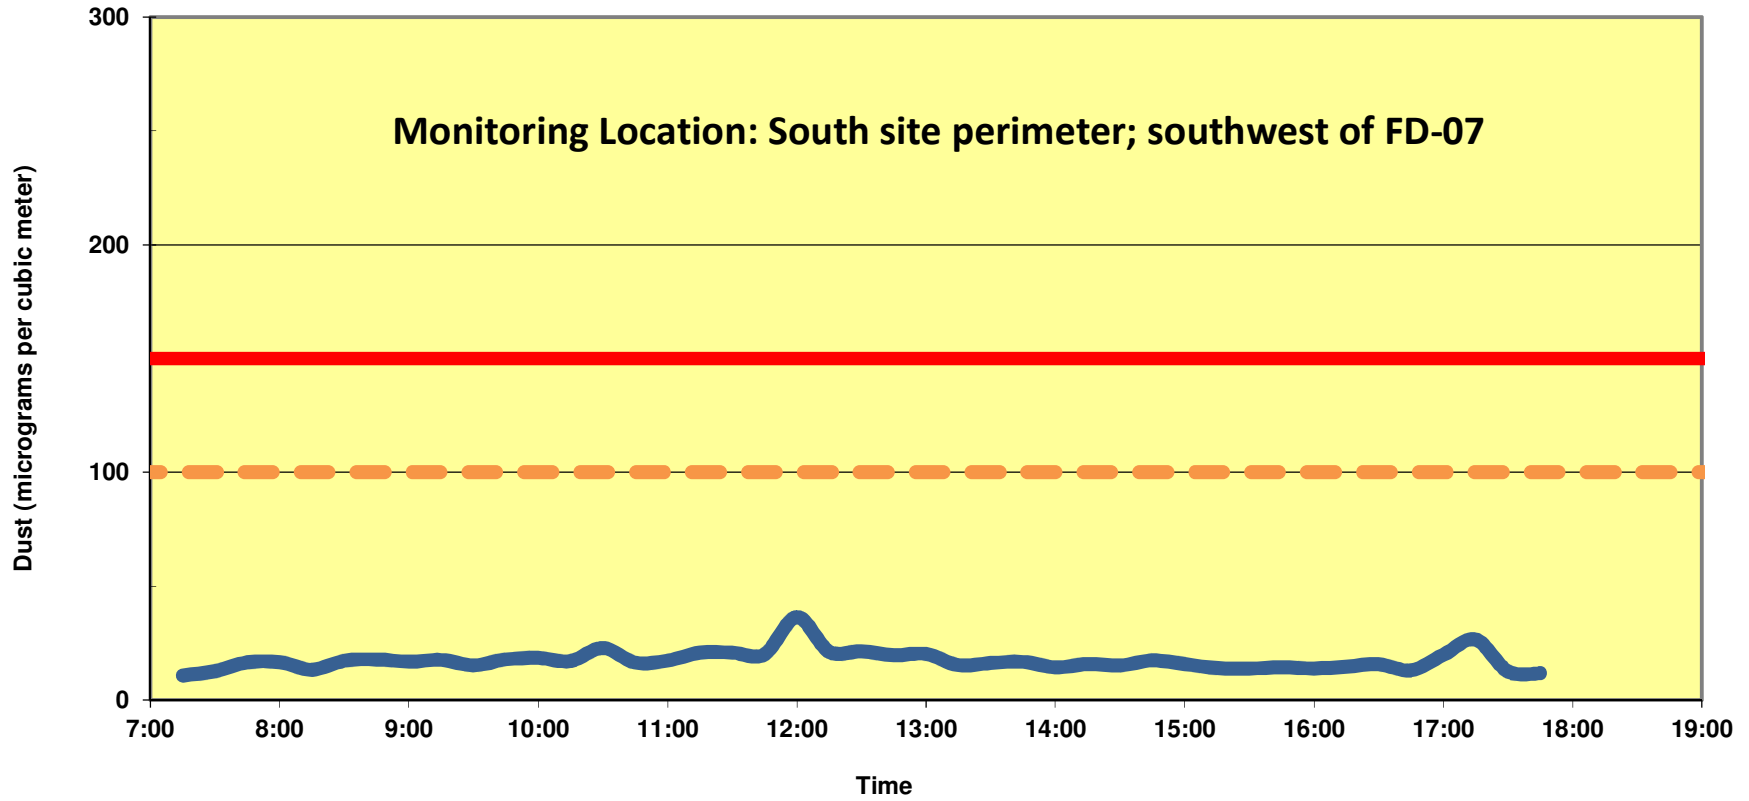 300
Monitoring Location: South site perimeter; southwest of FD-07
200
100
0
Dust (micrograms per cubic meter)
7:00 8:00 9:00 10:00 11:00 12:00 13:00 14:00 15:00 16:00 17:00 18:00 19:00
Time